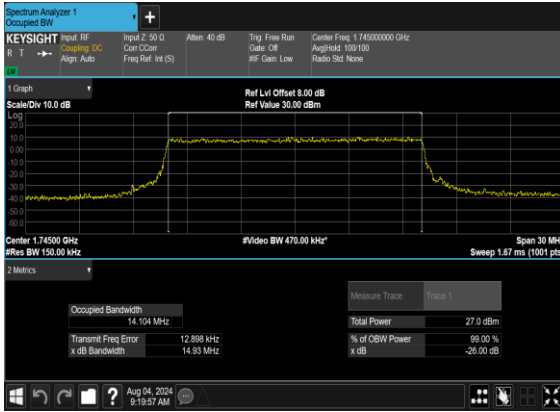 Spectrum Analyzer 1
Occupied BW
+
KEYSIGHT Input: RF Input Z: 50 Ω Atten: 40 dB Trig: Free Run Center Freq: 1.745000000 GHz
R T Coupling: DC Corr CCorr Gate: Off Avg|Hold: 100/100
Align: Auto Freq Ref: Int (S) #IF Gain: Low Radio Std: None
1 Graph
Ref Lvl Offset 8.00 dB
Scale/Div 10.0 dB Ref Value 30.00 dBm
Log
20.0
10.0
0.00
-10.0
-20.0
-30.0
-40.0
-50.0
-60.0
Center 1.74500 GHz #Video BW 470.00 kHz* Span 30 MH
#Res BW 150.00 kHz Sweep 1.67 ms (1001 pts
2 Metrics
Measure Trace Trace 1
Occupied Bandwidth
14.104 MHz Total Power 27.0 dBm
Transmit Freq Error 12.898 kHz % of OBW Power 99.00 %
x dB Bandwidth 14.93 MHz x dB -26.00 dB
? Aug 04, 2024
9:19:57 AM